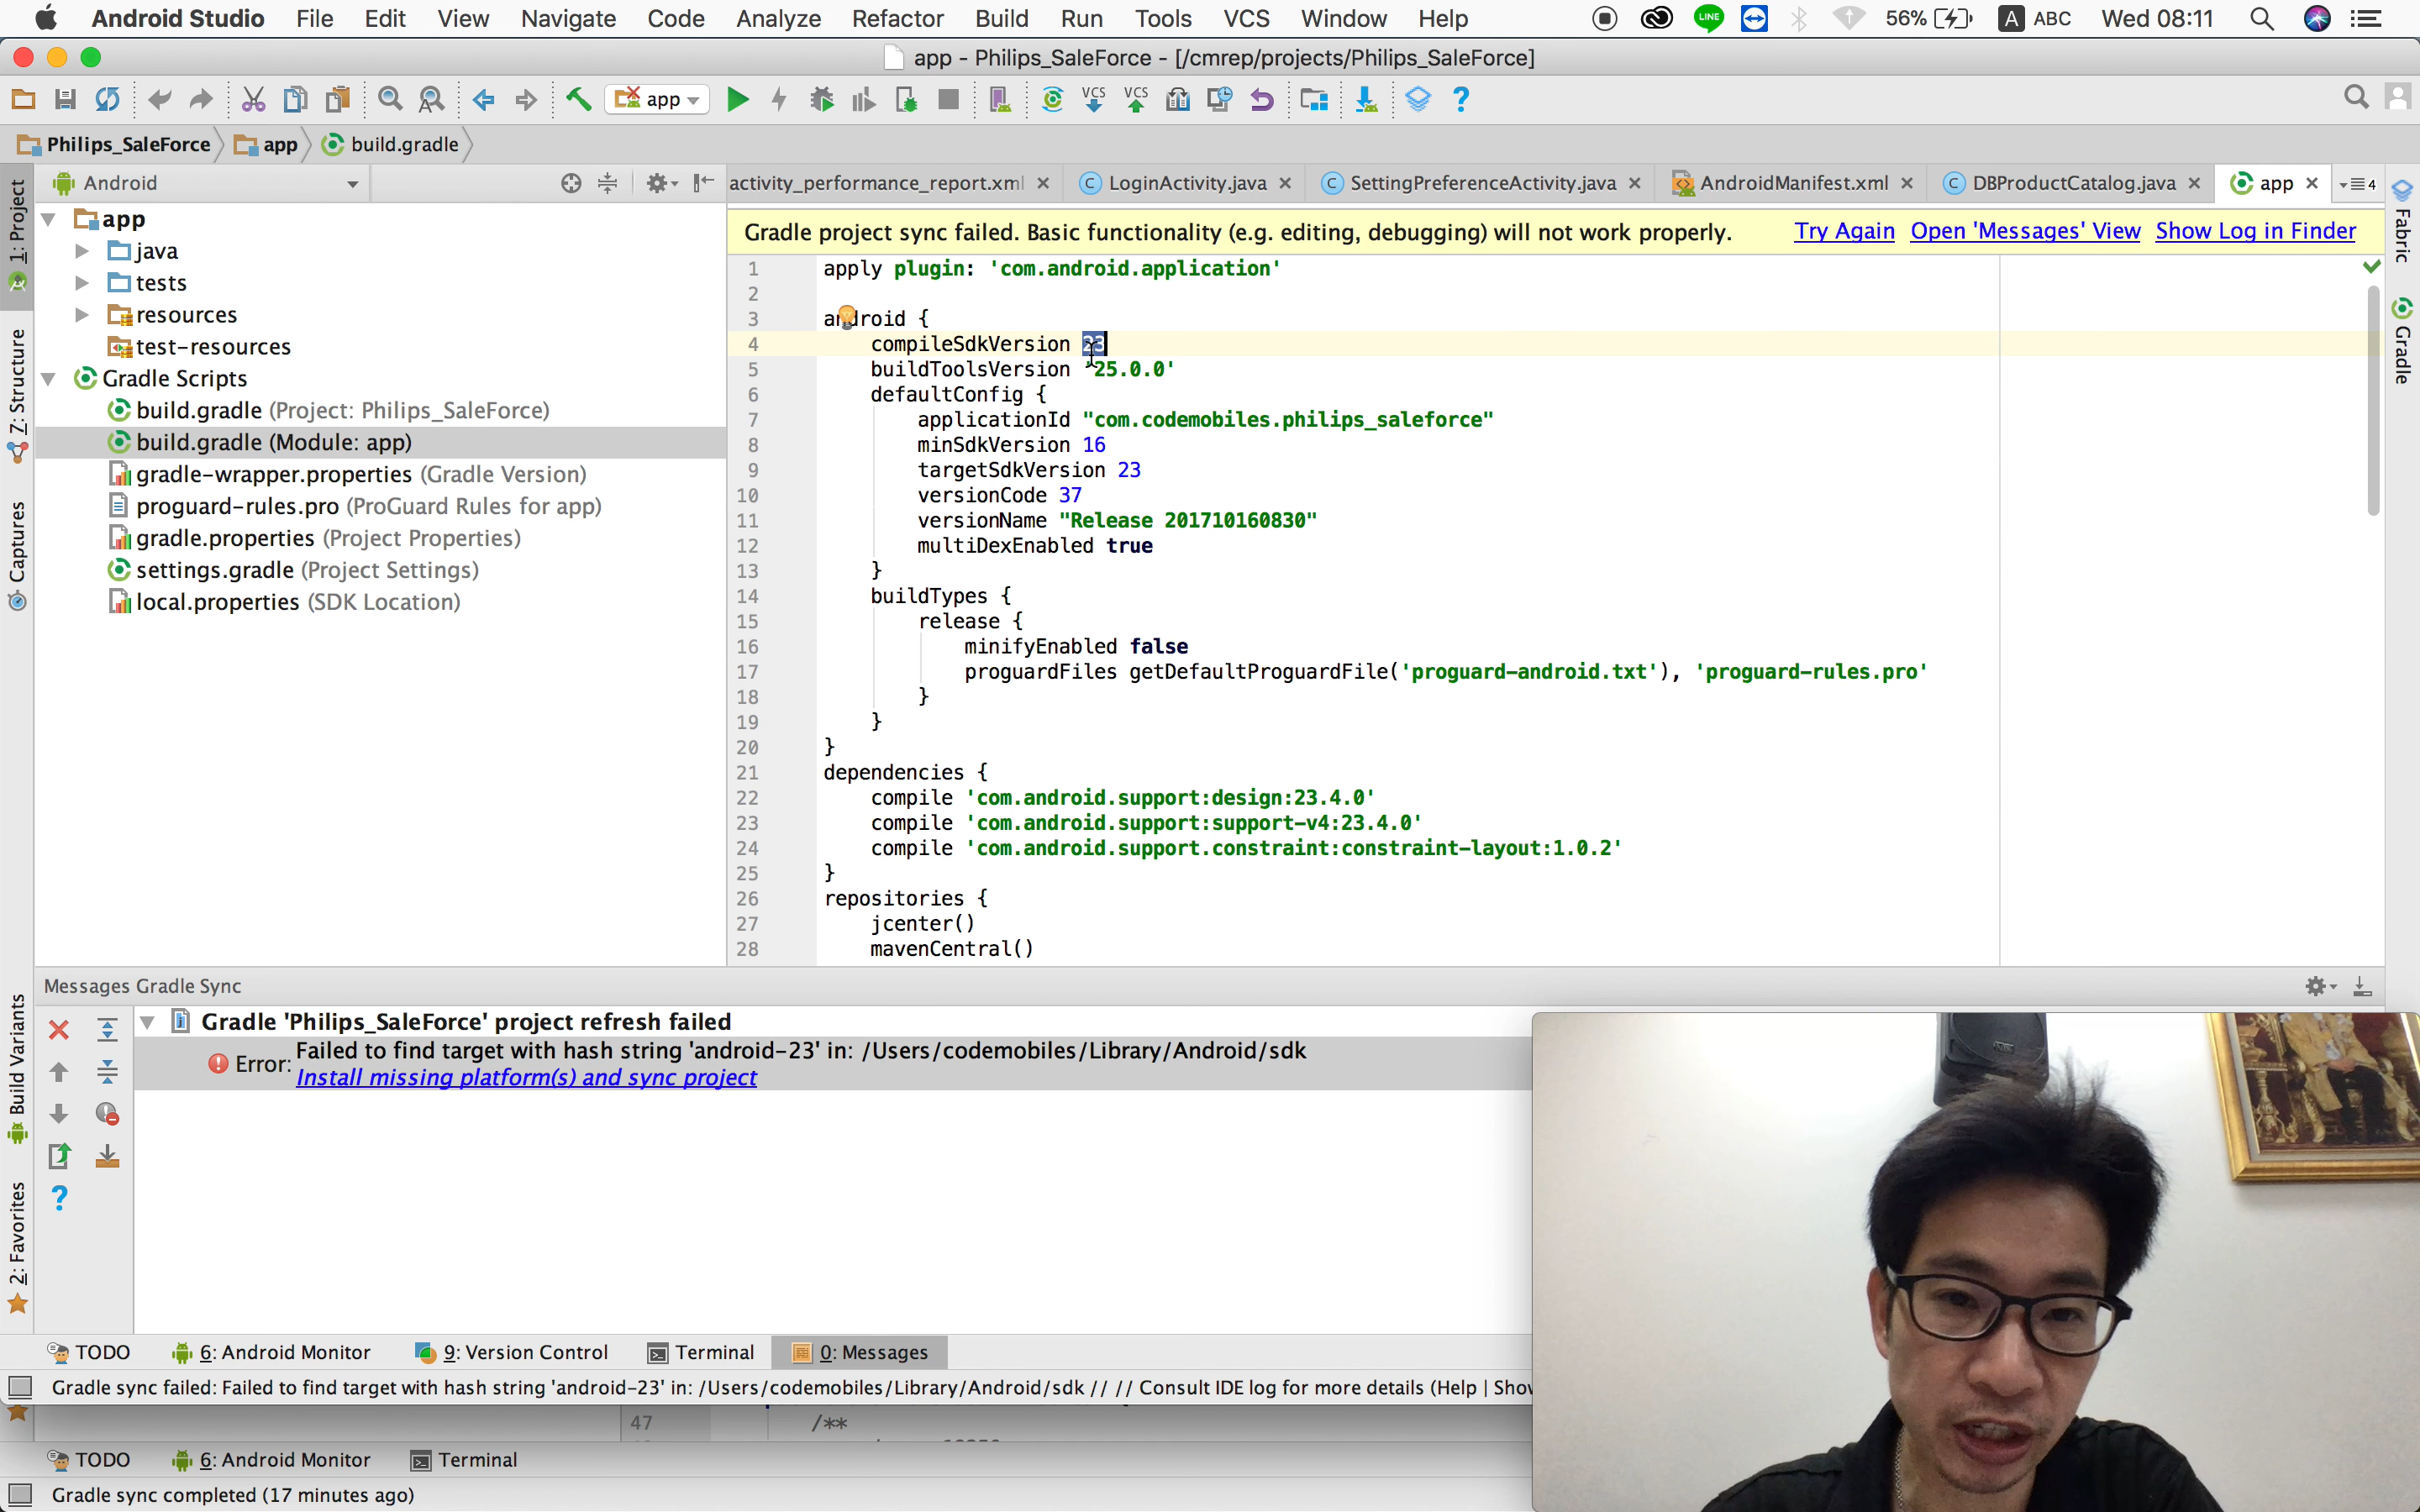 Android Studio File Edit View Navigate Code Analyze Refactor Build Run Tools VCS Window Help LINE 56% A ABC Wed 08:11
app - Philips_SaleForce - [/cmrep/projects/Philips_SaleForce]
app VCS VCS ?
Philips_SaleForce app build.gradle
1: Project
Z: Structure
Captures
Build Variants
2: Favorites
Android
activity_performance_report.xml LoginActivity.java SettingPreferenceActivity.java AndroidManifest.xml DBProductCatalog.java app 4
Fabric
Gradle
app
java
tests
resources
test-resources
Gradle Scripts
build.gradle (Project: Philips_SaleForce)
build.gradle (Module: app)
gradle-wrapper.properties (Gradle Version)
proguard-rules.pro (ProGuard Rules for app)
gradle.properties (Project Properties)
settings.gradle (Project Settings)
local.properties (SDK Location)
Gradle project sync failed. Basic functionality (e.g. editing, debugging) will not work properly. Try Again Open 'Messages' View Show Log in Finder
1 apply plugin: 'com.android.application'
2
3 android {
4 compileSdkVersion 23
5 buildToolsVersion '25.0.0'
6 defaultConfig {
7 applicationId "com.codemobiles.philips_saleforce"
8 minSdkVersion 16
9 targetSdkVersion 23
10 versionCode 37
11 versionName "Release 201710160830"
12 multiDexEnabled true
13 }
14 buildTypes {
15 release {
16 minifyEnabled false
17 proguardFiles getDefaultProguardFile('proguard-android.txt'), 'proguard-rules.pro'
18 }
19 }
20 }
21 dependencies {
22 compile 'com.android.support:design:23.4.0'
23 compile 'com.android.support:support-v4:23.4.0'
24 compile 'com.android.support.constraint:constraint-layout:1.0.2'
25 }
26 repositories {
27 jcenter()
28 mavenCentral()
Messages Gradle Sync
Gradle 'Philips_SaleForce' project refresh failed
Error: Failed to find target with hash string 'android-23' in: /Users/codemobiles/Library/Android/sdk
Install missing platform(s) and sync project
TODO 6: Android Monitor 9: Version Control Terminal 0: Messages
Gradle sync failed: Failed to find target with hash string 'android-23' in: /Users/codemobiles/Library/Android/sdk // // Consult IDE log for more details (Help | Show
47 /**
TODO 6: Android Monitor Terminal
Gradle sync completed (17 minutes ago)